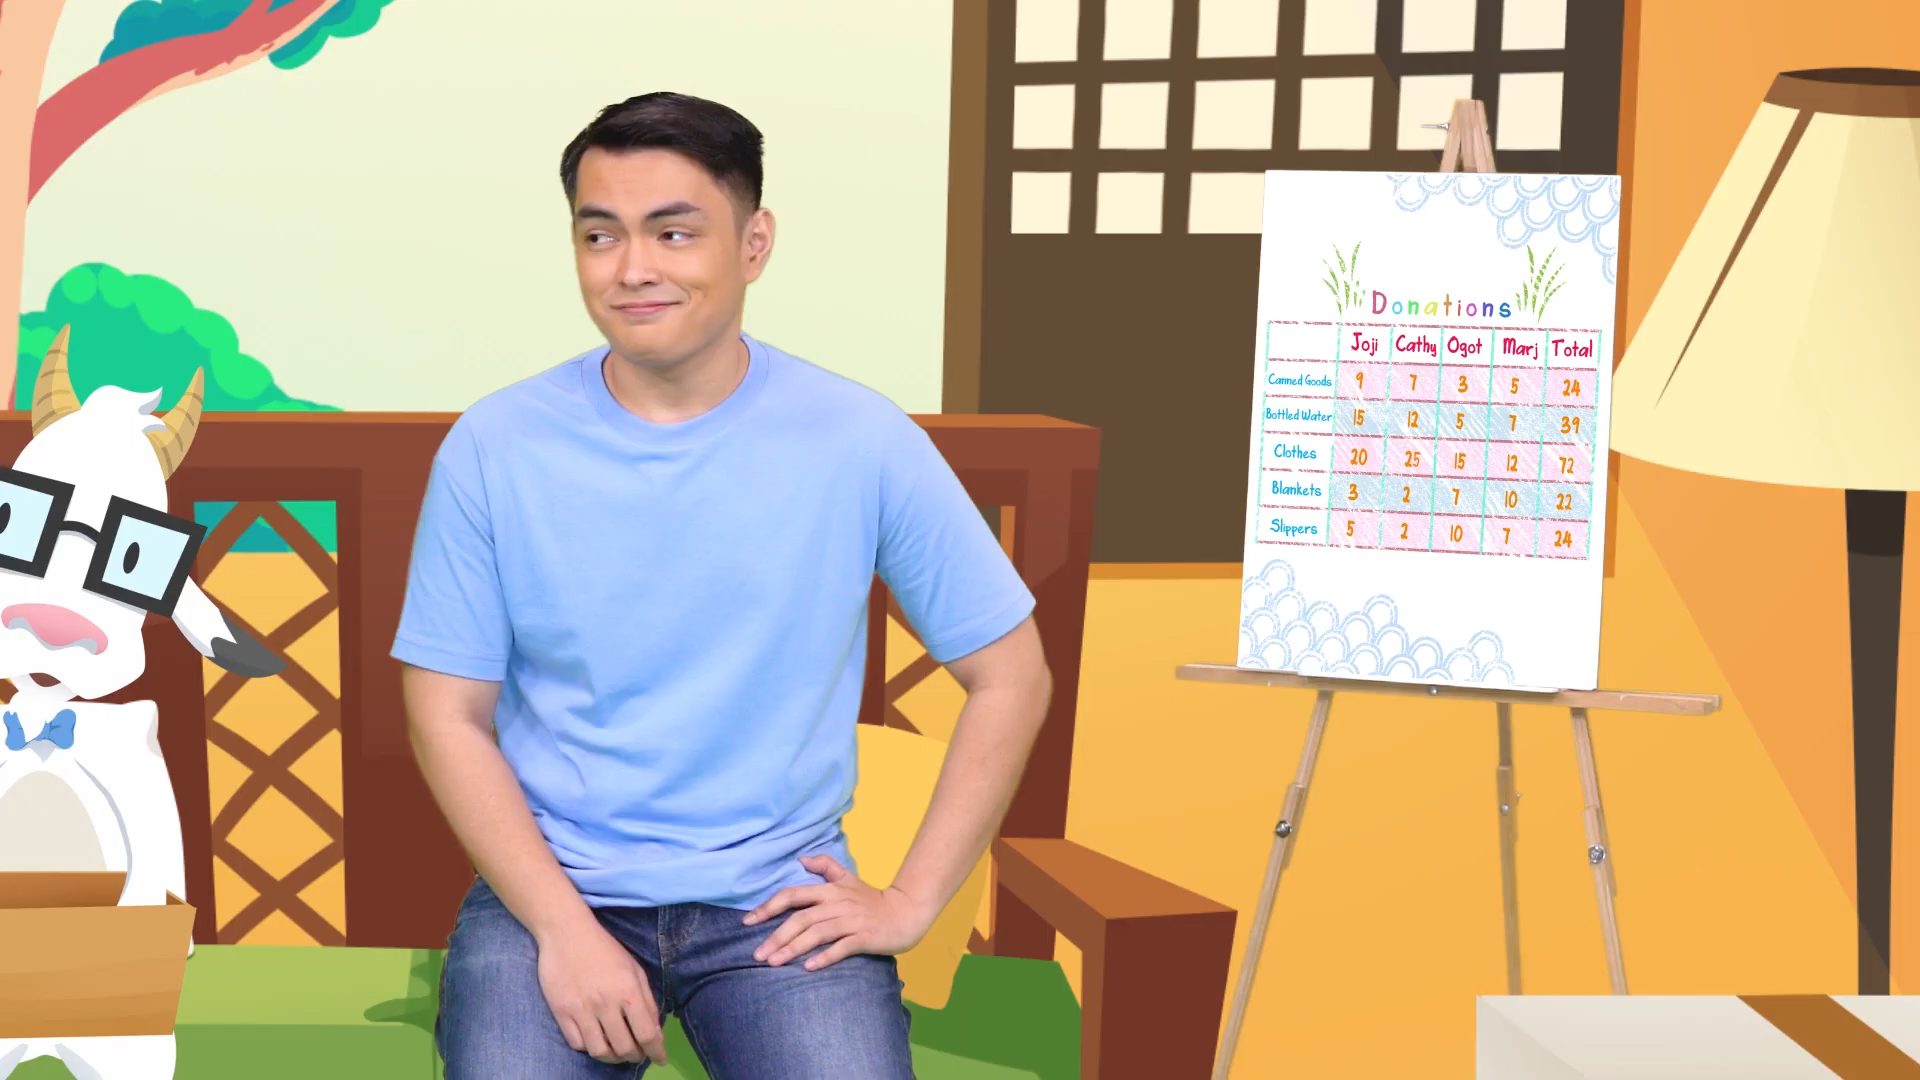 Donations
Joji Cathy Ogot Marj Total
Canned Goods 9 7 3 5 24
Bottled Water 15 12 5 7 39
Clothes 20 25 15 12 72
Blankets 3 2 7 10 22
Slippers 5 2 10 7 24